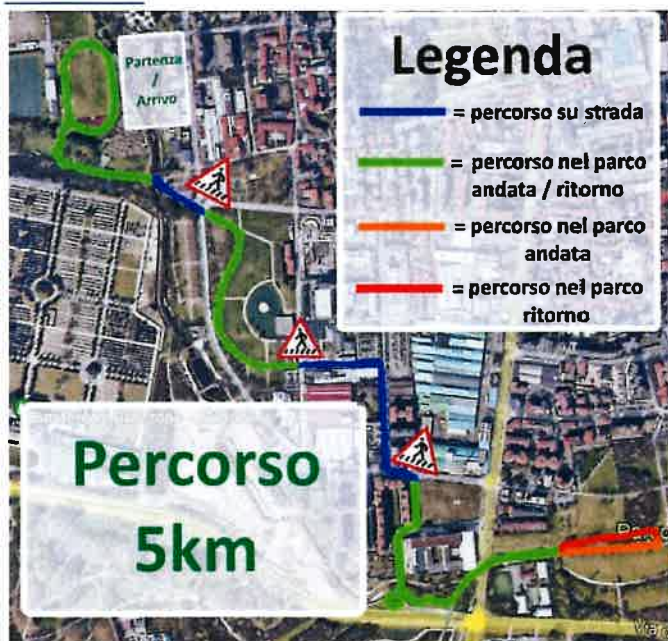 Partenza
/
Arrivo
Legenda
= percorso su strada
= percorso nel parco
andata / ritorno
= percorso nel parco
andata
= percorso nel parco
ritorno
Percorso
5km